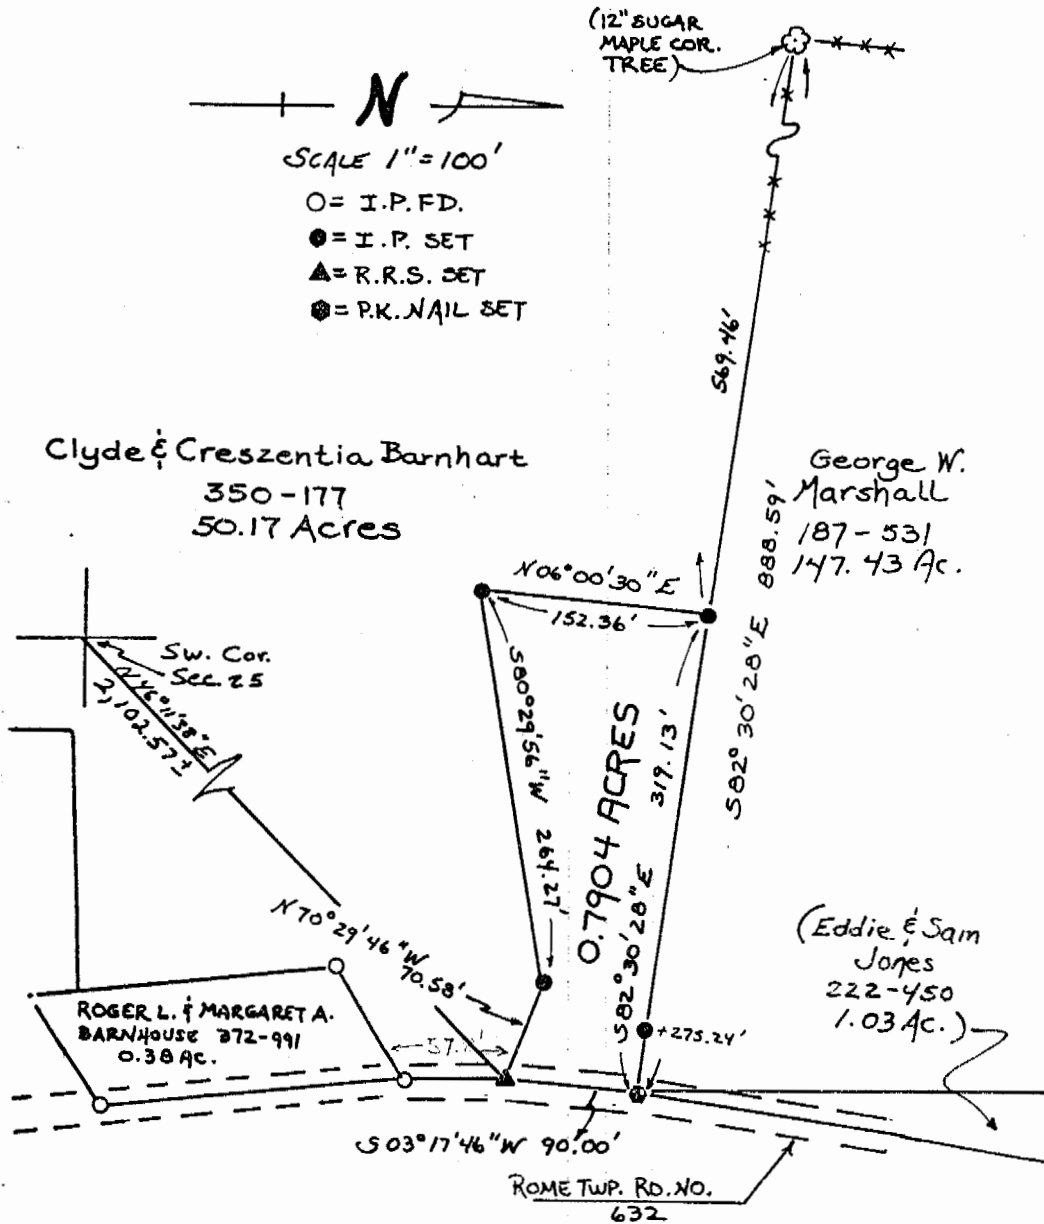 (12" SUGAR
MAPLE COR.
TREE)
N
SCALE 1" = 100'
O = I.P. FD.
● = I.P. SET
▲ = R.R.S. SET
= P.K. NAIL SET
569.46'
Clyde & Creszentia Barnhart
350-177
50.17 Acres
George W.
Marshall
187-531
147.43 Ac.
S82° 30' 28" E 888.59'
N06°00'30" E
152.36'
Sw. Cor.
Sec. 25
N46°11'38" E
2,102.57±
S80°29'56" W 264.27'
0.7904 ACRES
319.13'
S82°30'28" E
N70°29'46" W
70.58'
(Eddie & Sam
Jones
222-450
1.03 Ac.)
ROGER L. & MARGARET A.
BARNHOUSE 372-991
0.38 Ac.
+275.24'
S03°17'46" W 90.00'
ROME TWP. RD. NO.
632